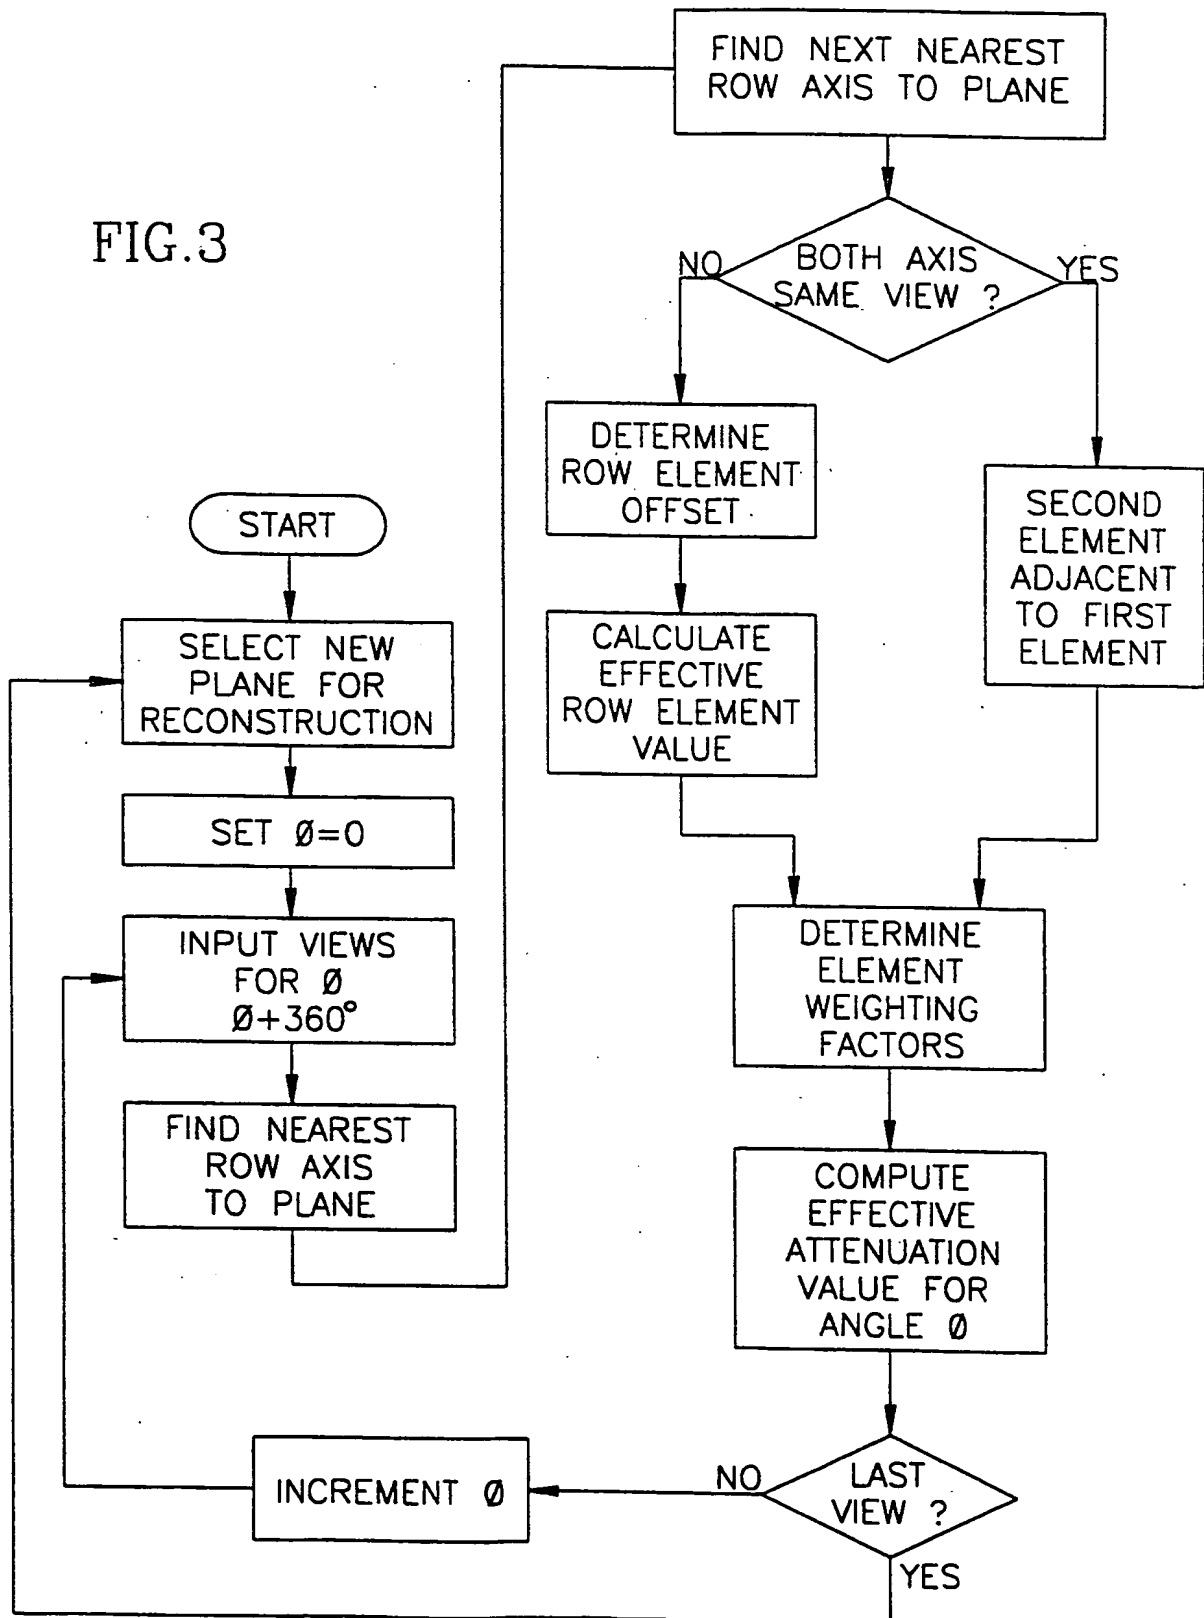 FIG.3
START
SELECT NEW
PLANE FOR
RECONSTRUCTION
SET Ø=0
INPUT VIEWS
FOR Ø
Ø+360°
FIND NEAREST
ROW AXIS
TO PLANE
FIND NEXT NEAREST
ROW AXIS TO PLANE
BOTH AXIS
SAME VIEW ?
NO
YES
DETERMINE
ROW ELEMENT
OFFSET
CALCULATE
EFFECTIVE
ROW ELEMENT
VALUE
SECOND
ELEMENT
ADJACENT
TO FIRST
ELEMENT
DETERMINE
ELEMENT
WEIGHTING
FACTORS
COMPUTE
EFFECTIVE
ATTENUATION
VALUE FOR
ANGLE Ø
LAST
VIEW ?
NO
YES
INCREMENT Ø